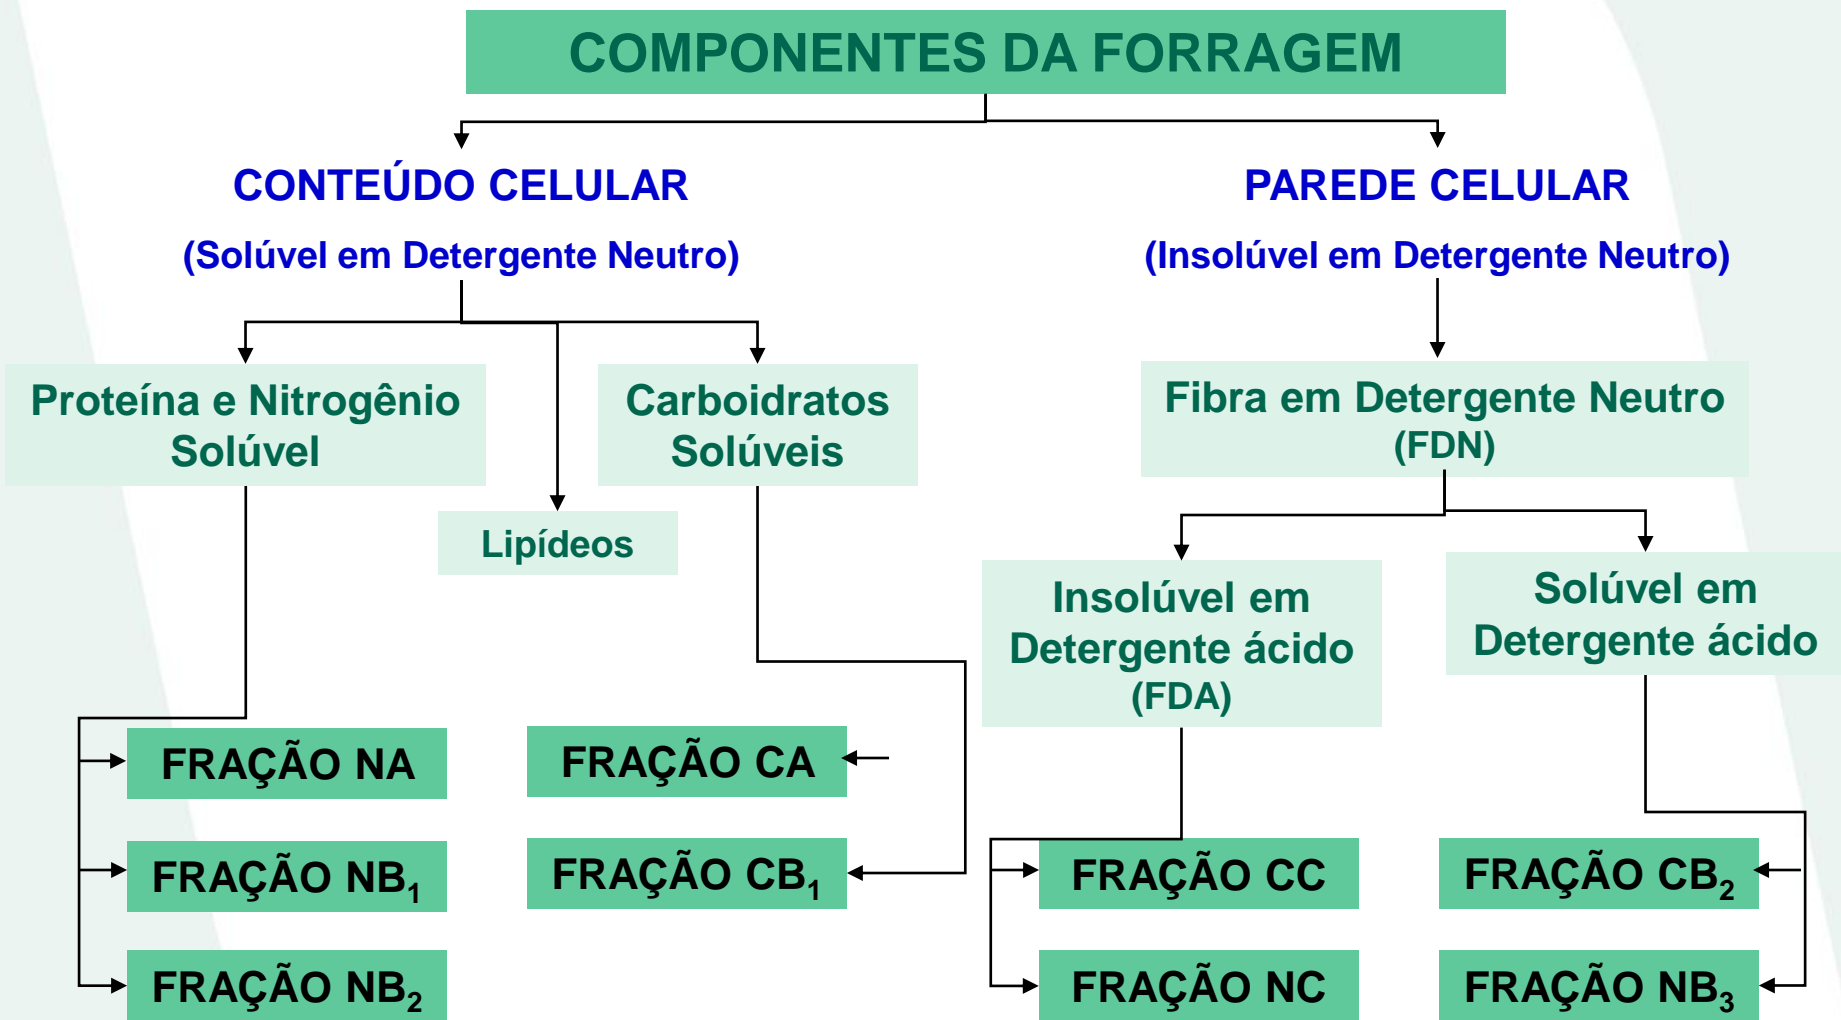 COMPONENTES DA FORRAGEM
CONTEÚDO CELULAR
(Solúvel em Detergente Neutro)
PAREDE CELULAR
(Insolúvel em Detergente Neutro)
Proteína e Nitrogênio
Solúvel
Lipídeos
Carboidratos
Solúveis
Fibra em Detergente Neutro
(FDN)
Insolúvel em
Detergente ácido
(FDA)
Solúvel em
Detergente ácido
FRAÇÃO NA
FRAÇÃO NB₁
FRAÇÃO NB₂
FRAÇÃO CA
FRAÇÃO CB₁
FRAÇÃO CC
FRAÇÃO NC
FRAÇÃO CB₂
FRAÇÃO NB₃